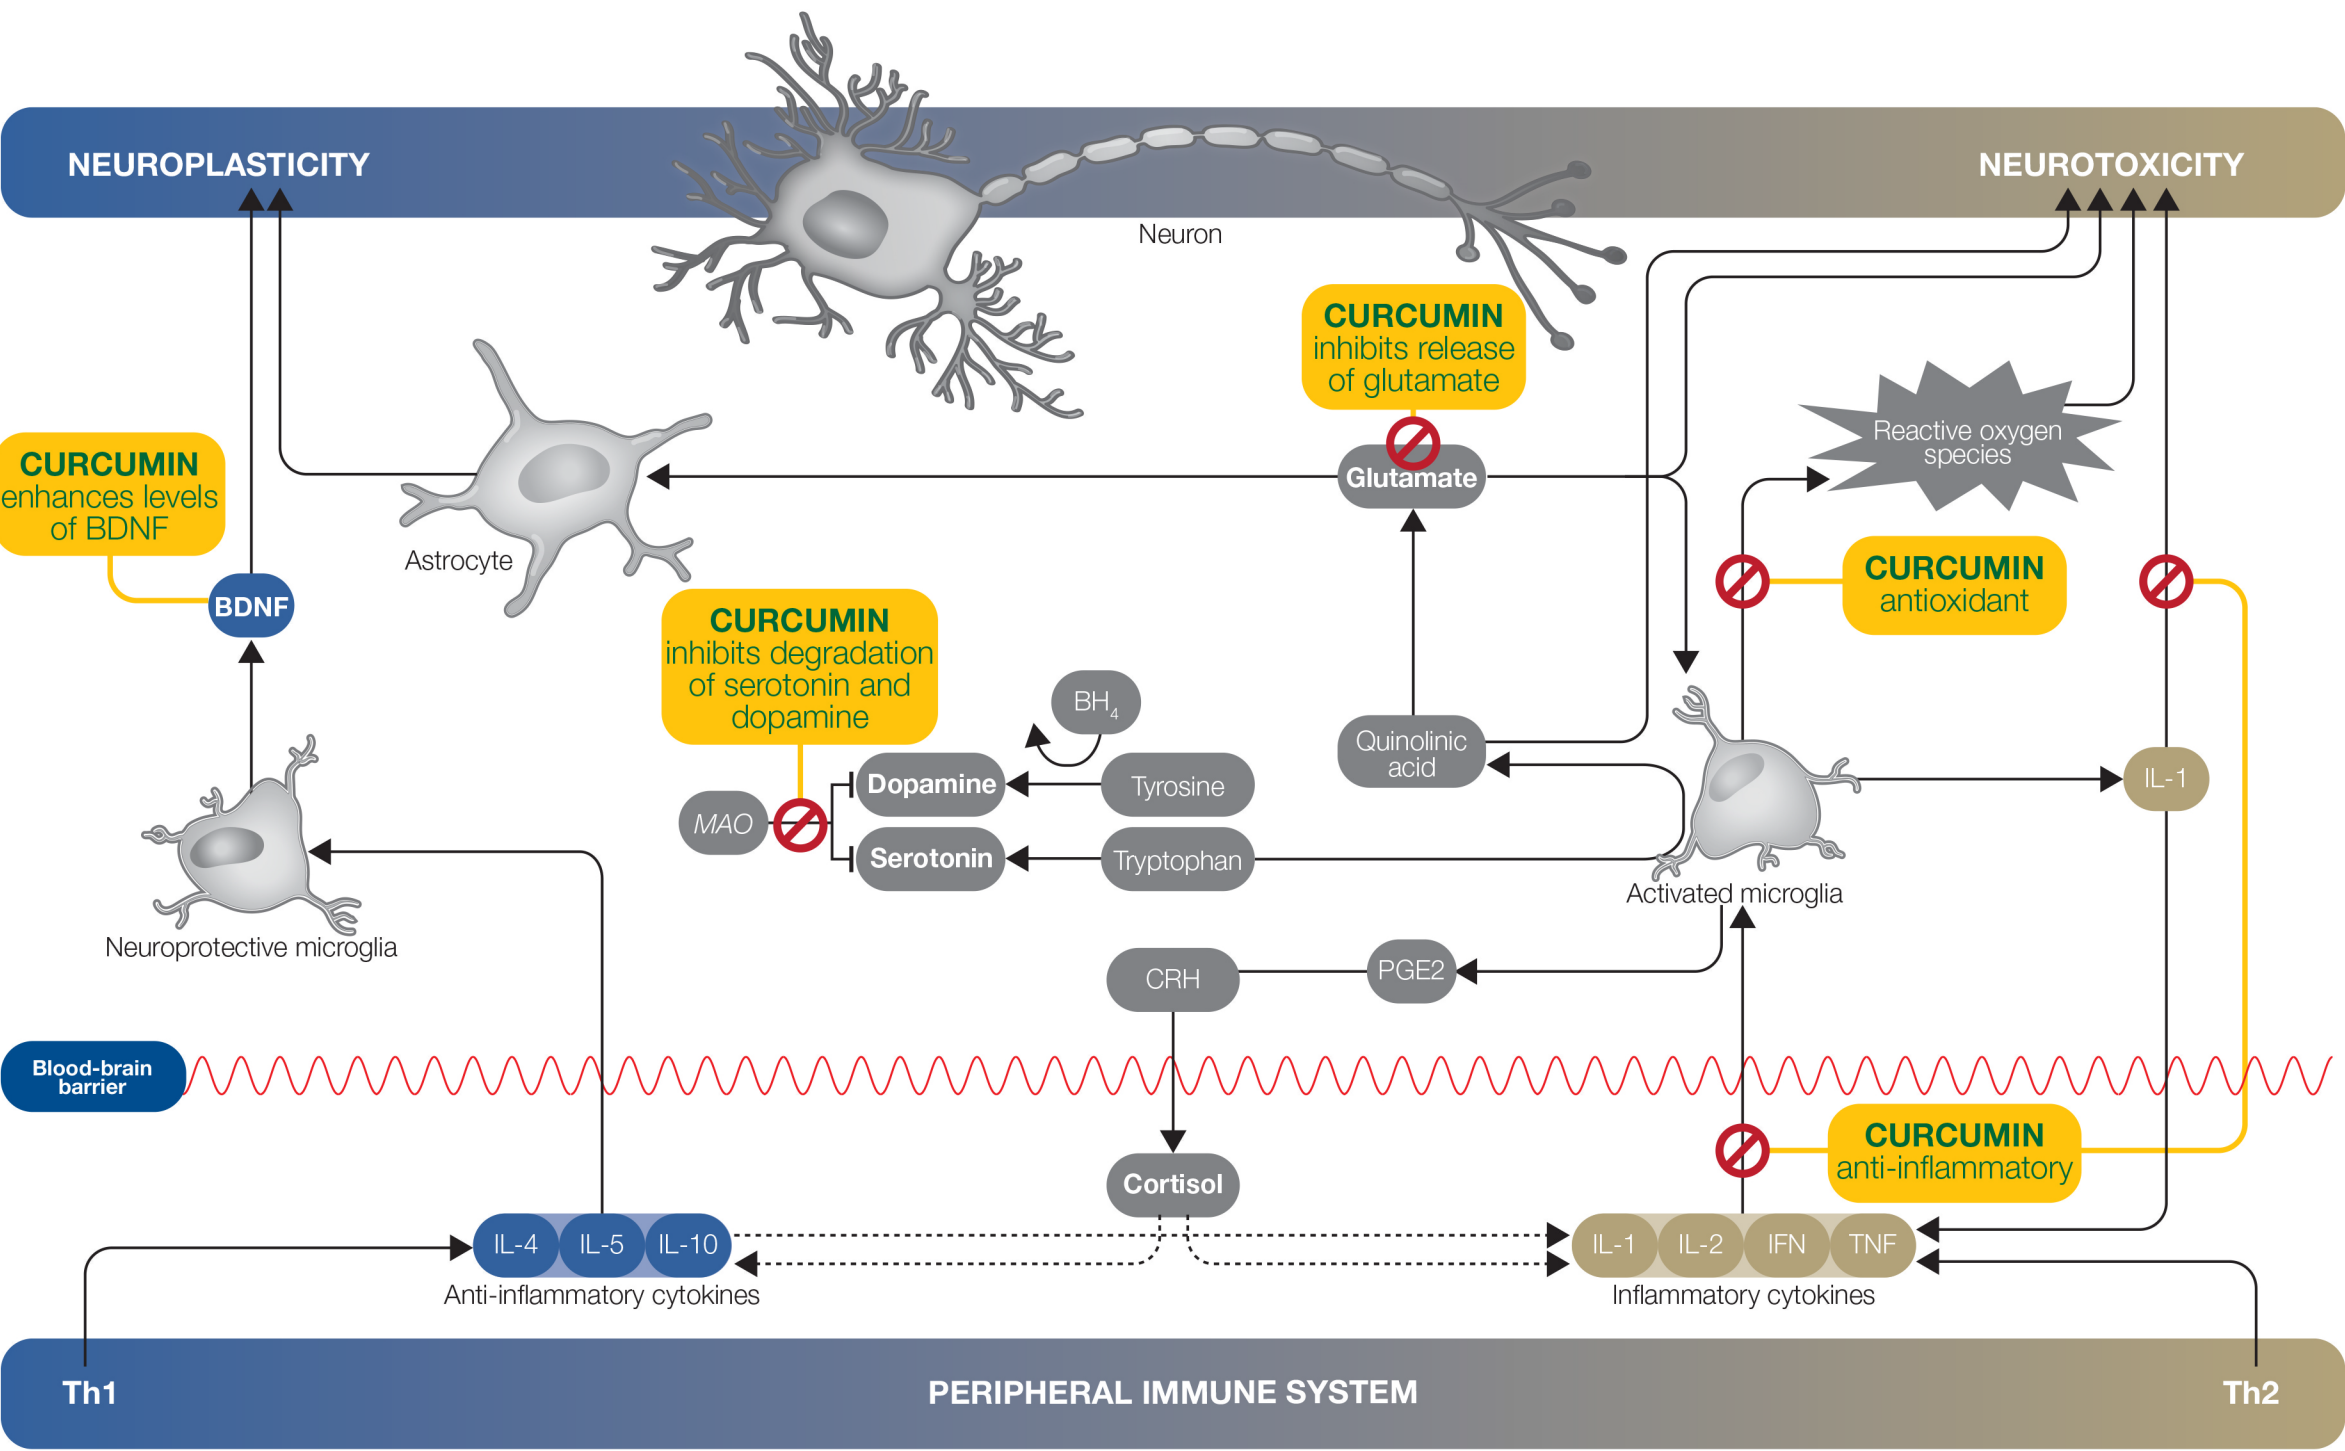 NEUROPLASTICITY
NEUROTOXICITY
Neuron
CURCUMIN
inhibits release
of glutamate
Reactive oxygen
species
CURCUMIN
enhances levels
of BDNF
Glutamate
Astrocyte
CURCUMIN
antioxidant
BDNF
CURCUMIN
inhibits degradation
of serotonin and
dopamine
BH4
Quinolinic
acid
Dopamine
Tyrosine
IL-1
MAO
Serotonin
Tryptophan
Activated microglia
Neuroprotective microglia
CRH
PGE2
Blood-brain
barrier
CURCUMIN
anti-inflammatory
Cortisol
IL-4
IL-5
IL-10
IL-1
IL-2
IFN
TNF
Anti-inflammatory cytokines
Inflammatory cytokines
Th1
PERIPHERAL IMMUNE SYSTEM
Th2